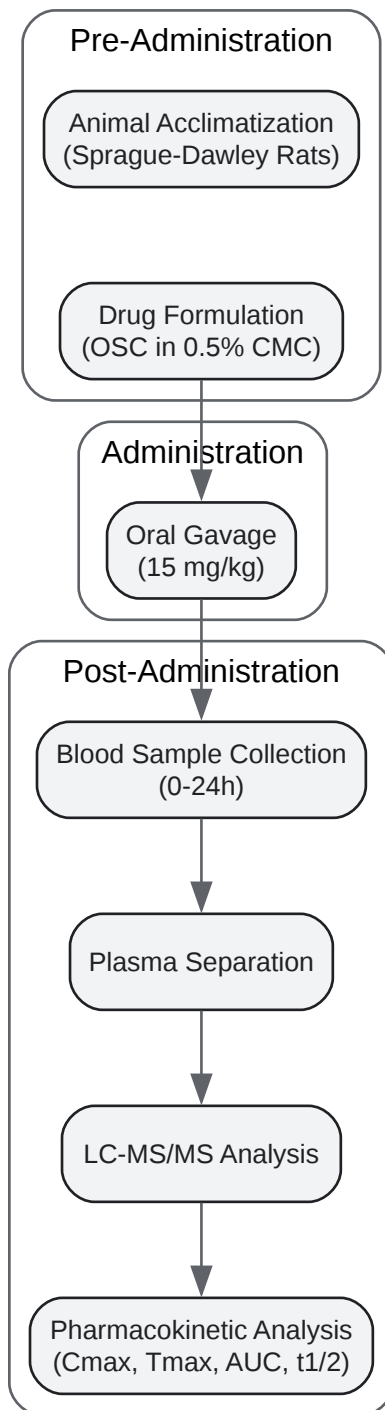 Pre-Administration
Animal Acclimatization
(Sprague-Dawley Rats)
Drug Formulation
(OSC in 0.5% CMC)
Administration
Oral Gavage
(15 mg/kg)
Post-Administration
Blood Sample Collection
(0-24h)
Plasma Separation
LC-MS/MS Analysis
Pharmacokinetic Analysis
(Cmax, Tmax, AUC, t1/2)